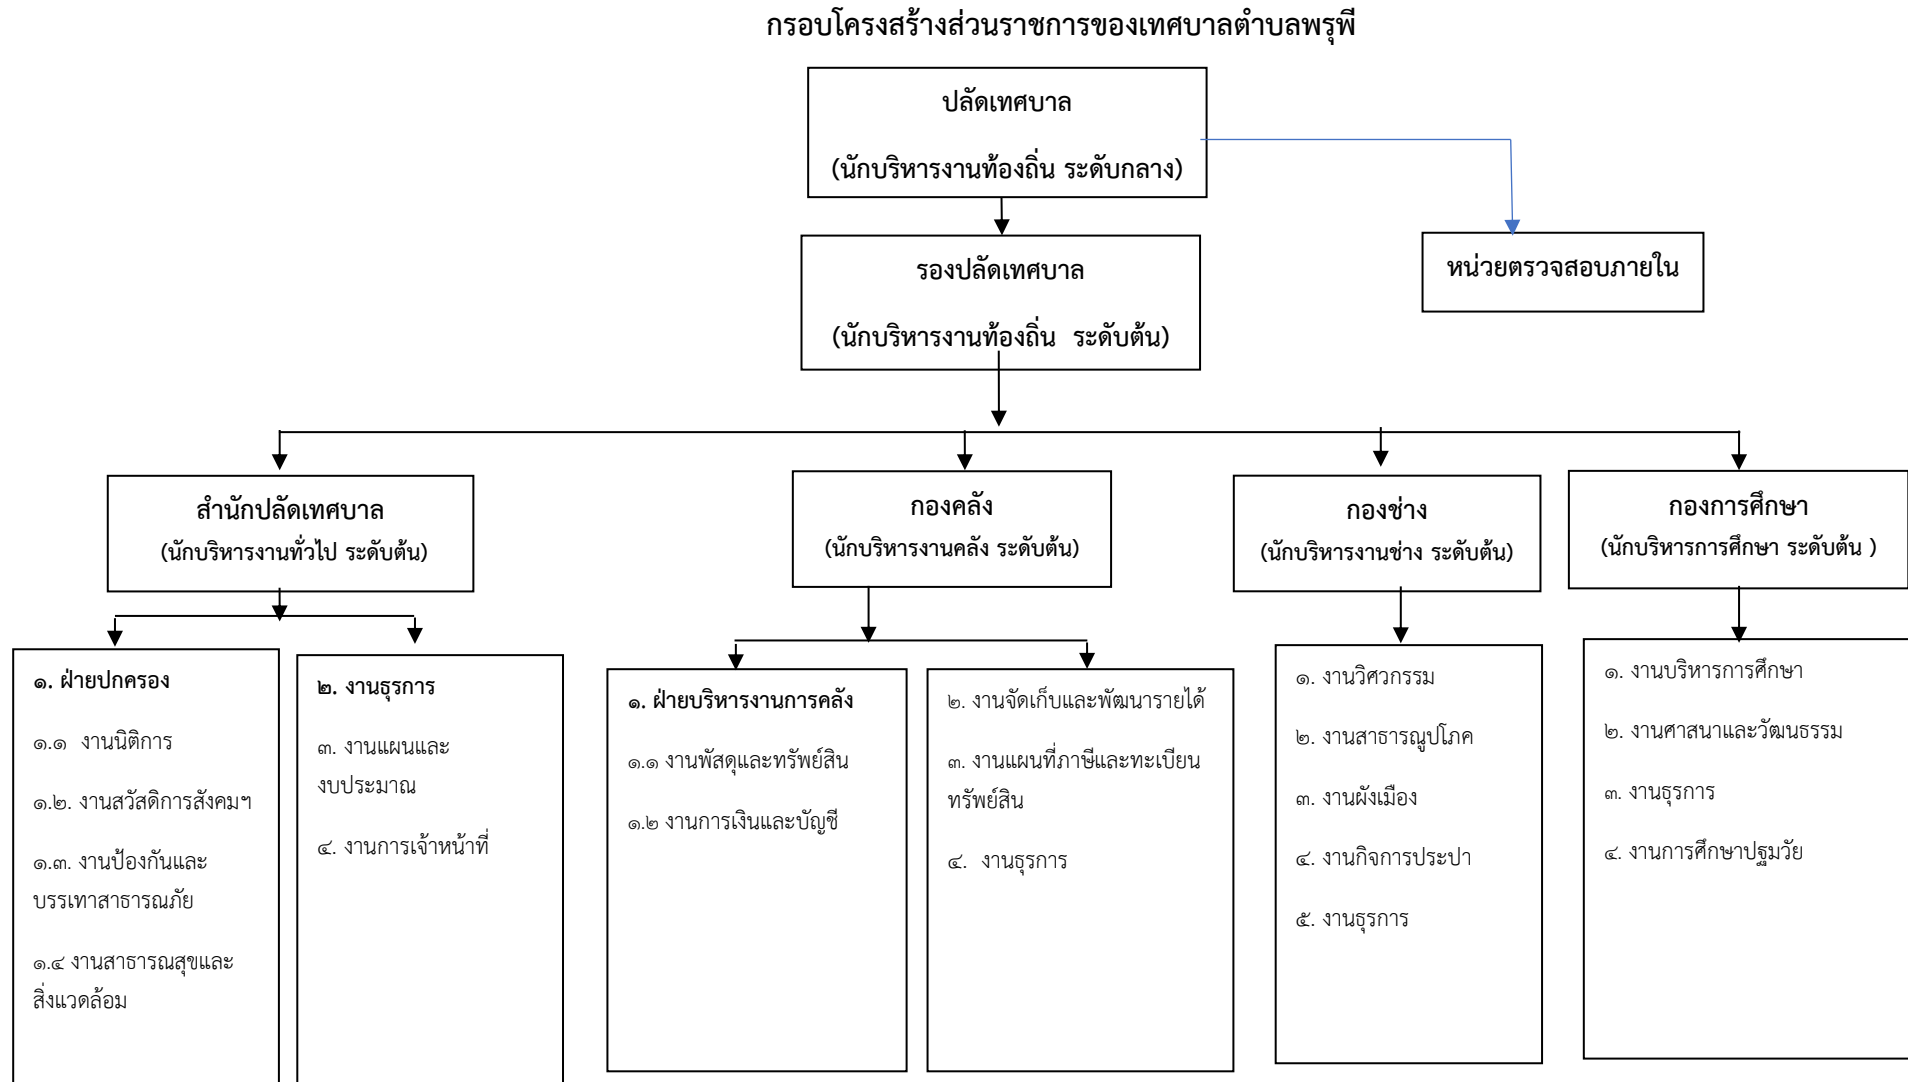 กรอบโครงสร้างส่วนราชการของเทศบาลตำบลพรุพี
ปลัดเทศบาล
(นักบริหารงานท้องถิ่น ระดับกลาง)
รองปลัดเทศบาล
(นักบริหารงานท้องถิ่น ระดับต้น)
หน่วยตรวจสอบภายใน
สำนักปลัดเทศบาล
(นักบริหารงานทั่วไป ระดับต้น)
กองคลัง
(นักบริหารงานคลัง ระดับต้น)
กองช่าง
(นักบริหารงานช่าง ระดับต้น)
กองการศึกษา
(นักบริหารการศึกษา ระดับต้น )
๑. ฝ่ายปกครอง
๑.๑ งานนิติการ
๑.๒. งานสวัสดิการสังคมฯ
๑.๓. งานป้องกันและ
บรรเทาสาธารณภัย
๑.๔ งานสาธารณสุขและ
สิ่งแวดล้อม
๒. งานธุรการ
๓. งานแผนและ
งบประมาณ
๔. งานการเจ้าหน้าที่
๑. ฝ่ายบริหารงานการคลัง
๑.๑ งานพัสดุและทรัพย์สิน
๑.๒ งานการเงินและบัญชี
๒. งานจัดเก็บและพัฒนารายได้
๓. งานแผนที่ภาษีและทะเบียน
ทรัพย์สิน
๔. งานธุรการ
๑. งานวิศวกรรม
๒. งานสาธารณูปโภค
๓. งานผังเมือง
๔. งานกิจการประปา
๕. งานธุรการ
๑. งานบริหารการศึกษา
๒. งานศาสนาและวัฒนธรรม
๓. งานธุรการ
๔. งานการศึกษาปฐมวัย